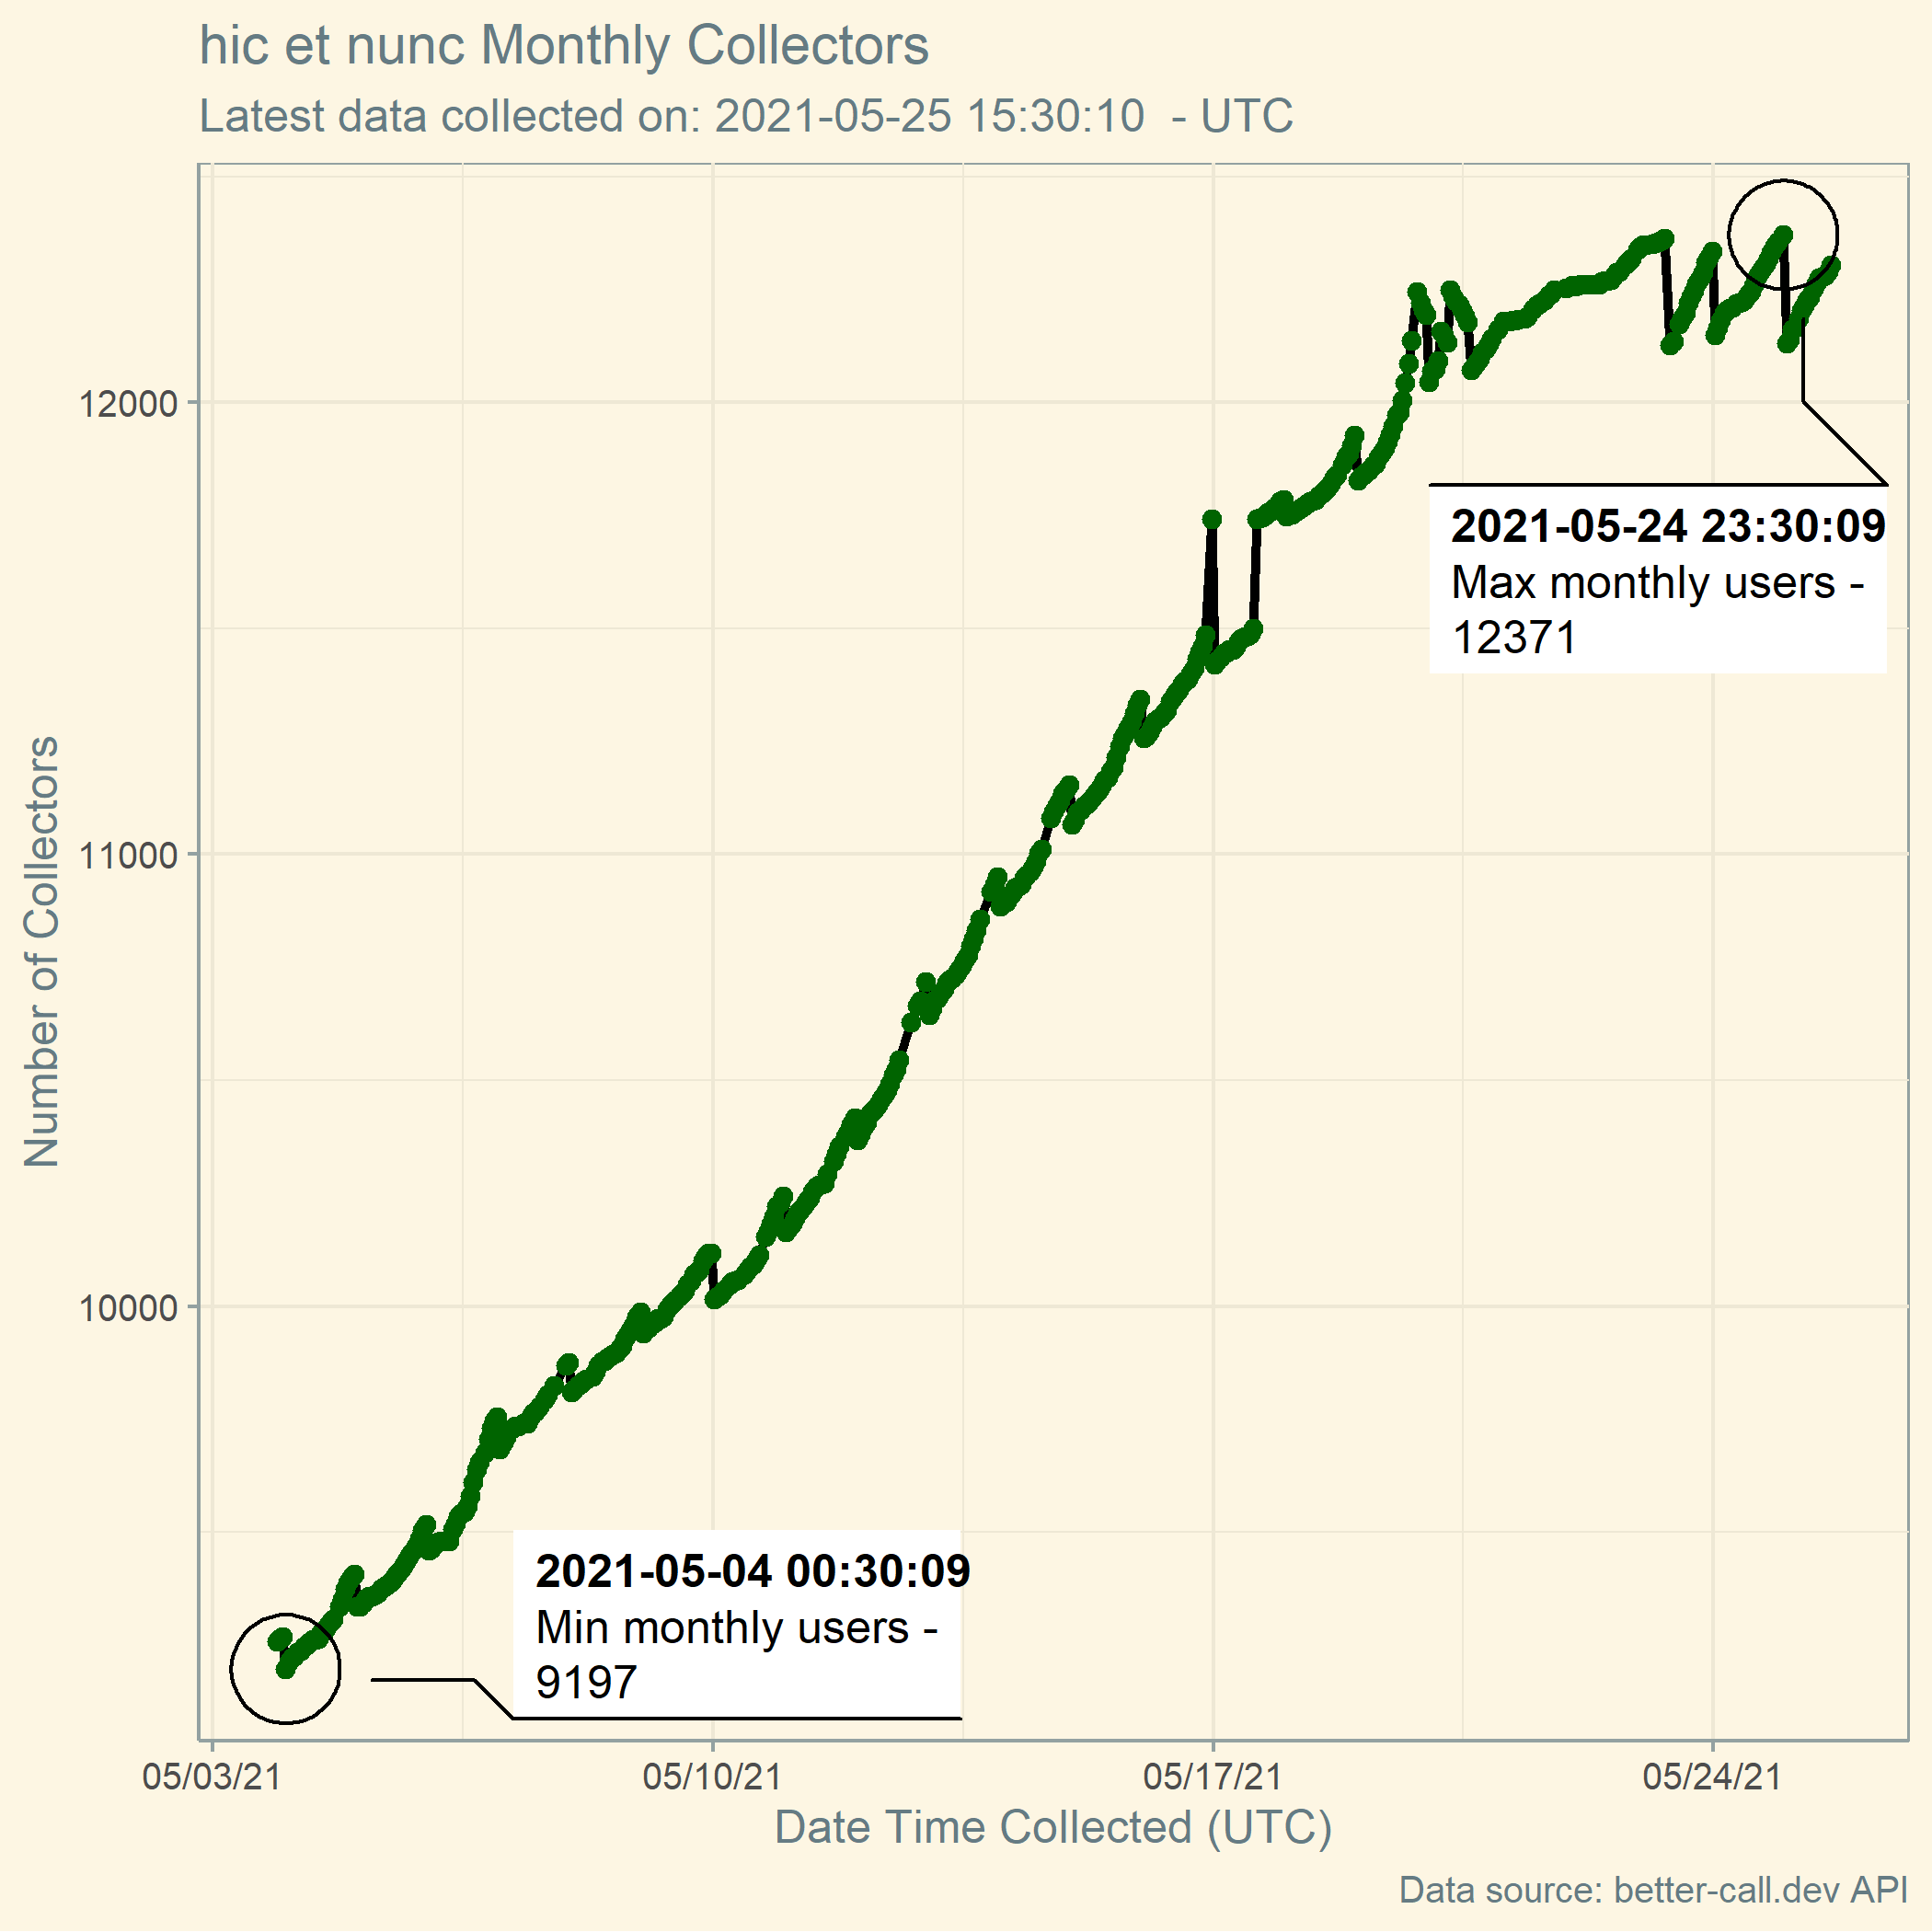 hic et nunc Monthly Collectors
Latest data collected on: 2021-05-25 15:30:10  - UTC
Number of Collectors
12000
11000
10000
2021-05-24 23:30:09
Max monthly users -
12371
2021-05-04 00:30:09
Min monthly users -
9197
05/03/21
05/10/21
05/17/21
05/24/21
Date Time Collected (UTC)
Data source: better-call.dev API